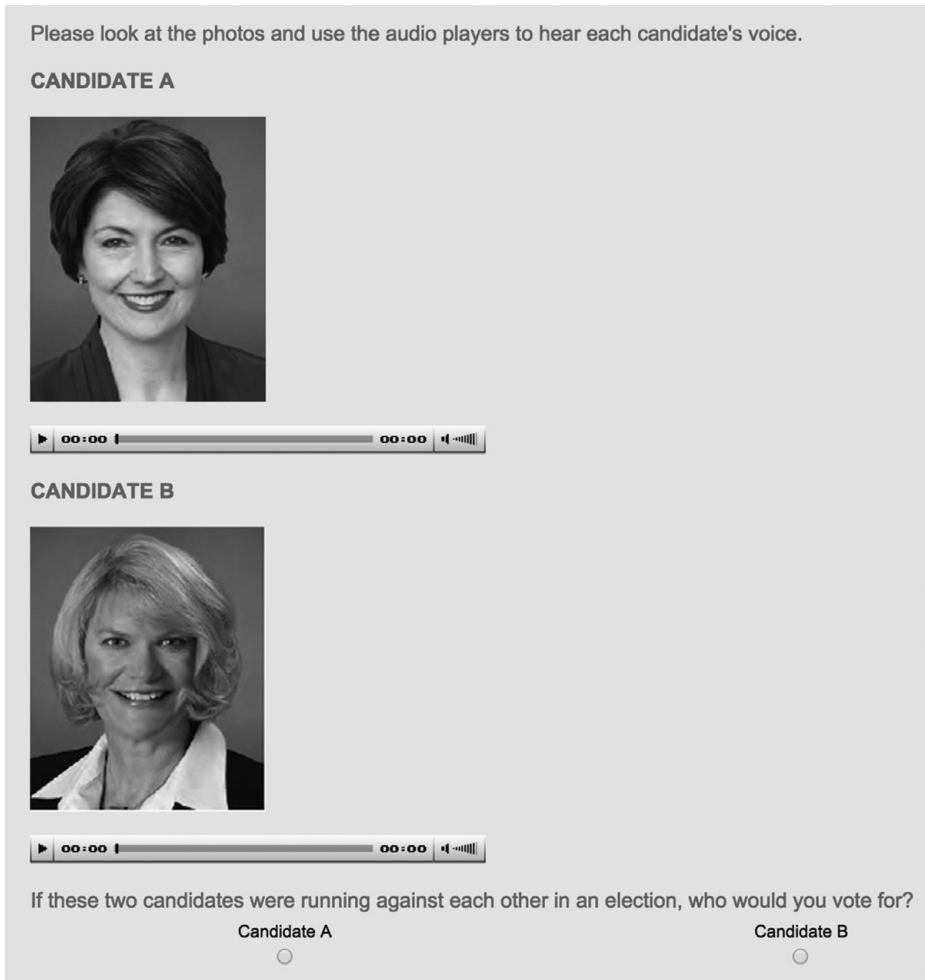 Please look at the photos and use the audio players to hear each candidate's voice.
CANDIDATE A
00:00 00:00
CANDIDATE B
00:00 00:00
If these two candidates were running against each other in an election, who would you vote for?
Candidate A Candidate B